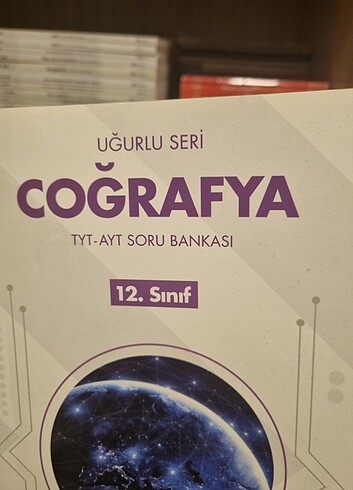 UĞURLU SERİ
COĞRAFYA
TYT-AYT SORU BANKASI
12. Sınıf